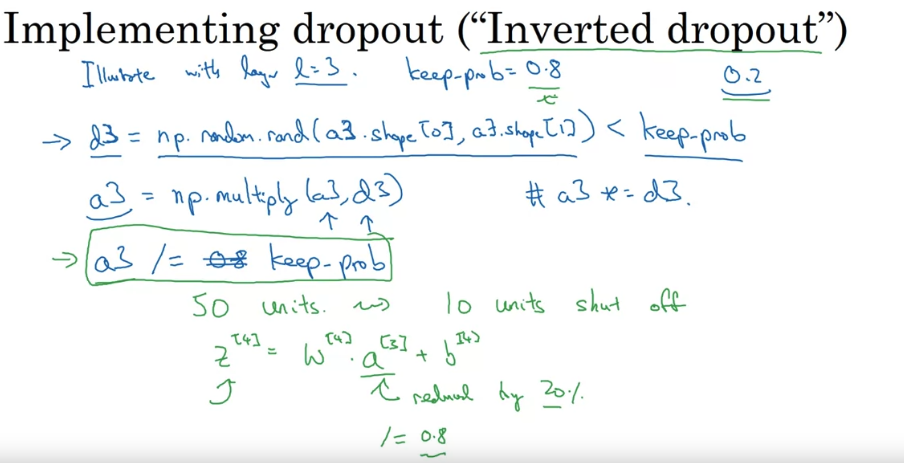 Implementing dropout (“Inverted dropout”)
Illustrate with layer l=3. keep-prob= 0.8 0.2
→ d3 = np.random.rand(a3.shape[0], a3.shape[1]) < keep-prob
a3 = np.multiply(a3,d3) # a3 *= d3.
→ a3 /= 0.8 keep-prob
50 units. ⇝ 10 units shut off
z^[4] = W^[4] · a^[3] + b^[4]
reduced by 20%.
/= 0.8